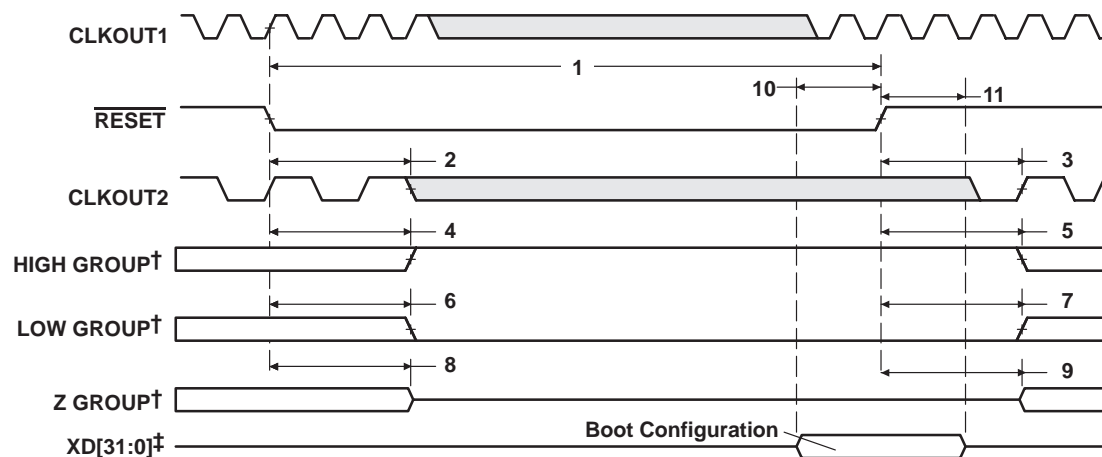 CLKOUT1
1
10
11
RESET
2
3
CLKOUT2
4
5
HIGH GROUP†
6
7
LOW GROUP†
8
9
Z GROUP†
Boot Configuration
XD[31:0]‡